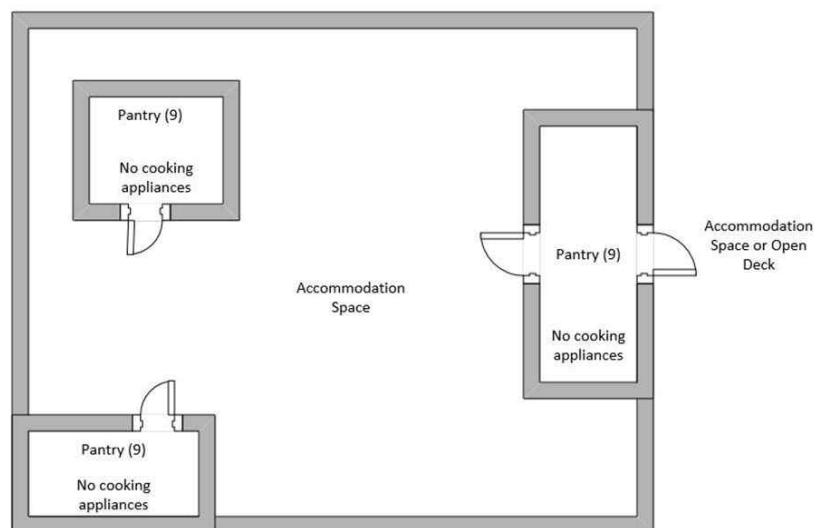 Pantry (9)
No cooking
appliances
Accommodation
Space
Pantry (9)
No cooking
appliances
Accommodation
Space or Open
Deck
Pantry (9)
No cooking
appliances